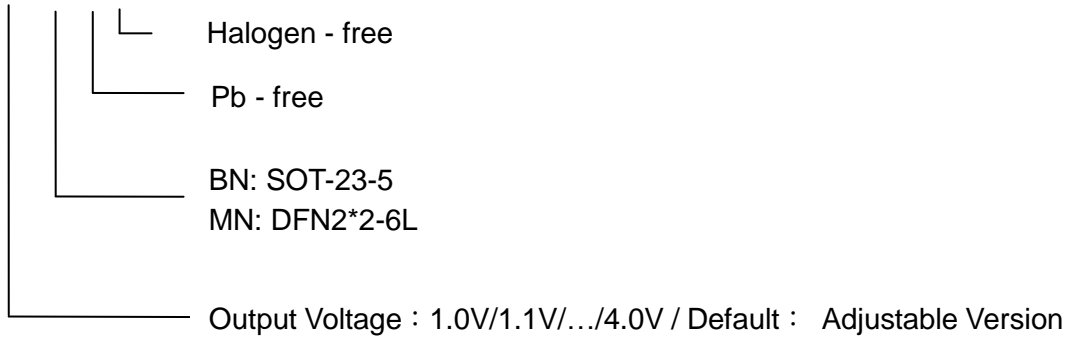 Halogen - free
Pb - free
BN: SOT-23-5
MN: DFN2*2-6L
Output Voltage：1.0V/1.1V/…/4.0V / Default： Adjustable Version